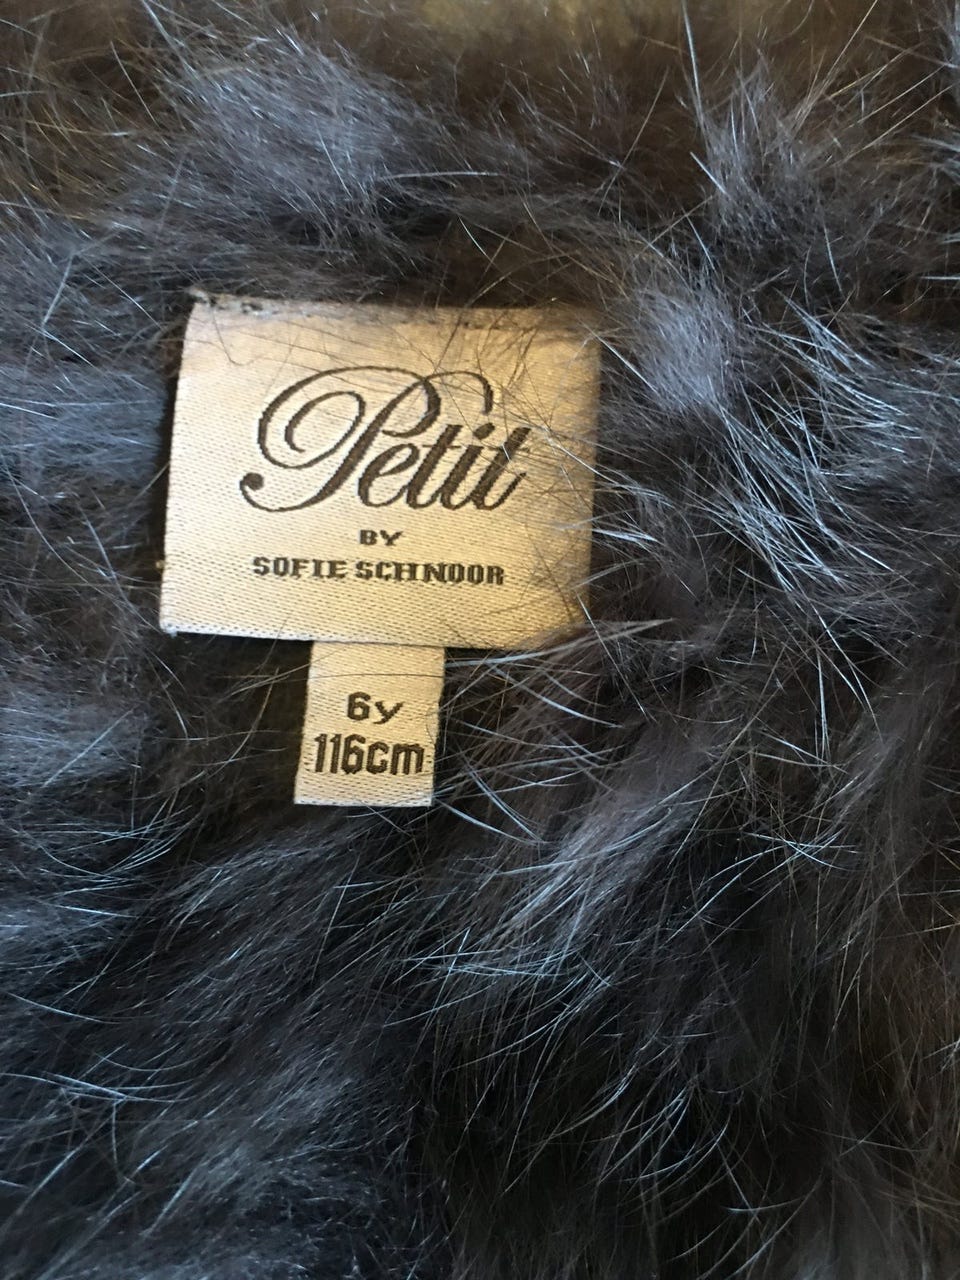 Petit
BY
SOFIE SCHNOOR
6y
116cm